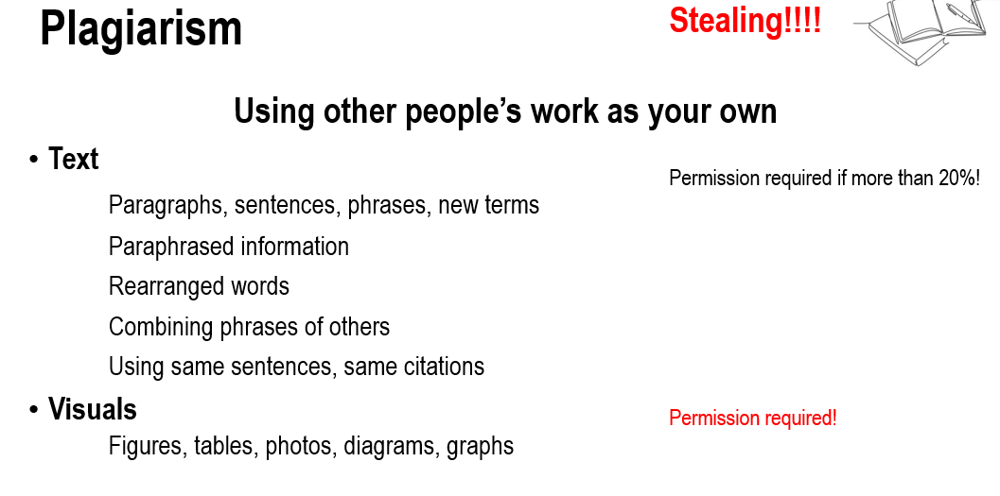 Plagiarism
Stealing!!!!
Using other people’s work as your own
• Text
Permission required if more than 20%!
Paragraphs, sentences, phrases, new terms
Paraphrased information
Rearranged words
Combining phrases of others
Using same sentences, same citations
• Visuals
Permission required!
Figures, tables, photos, diagrams, graphs